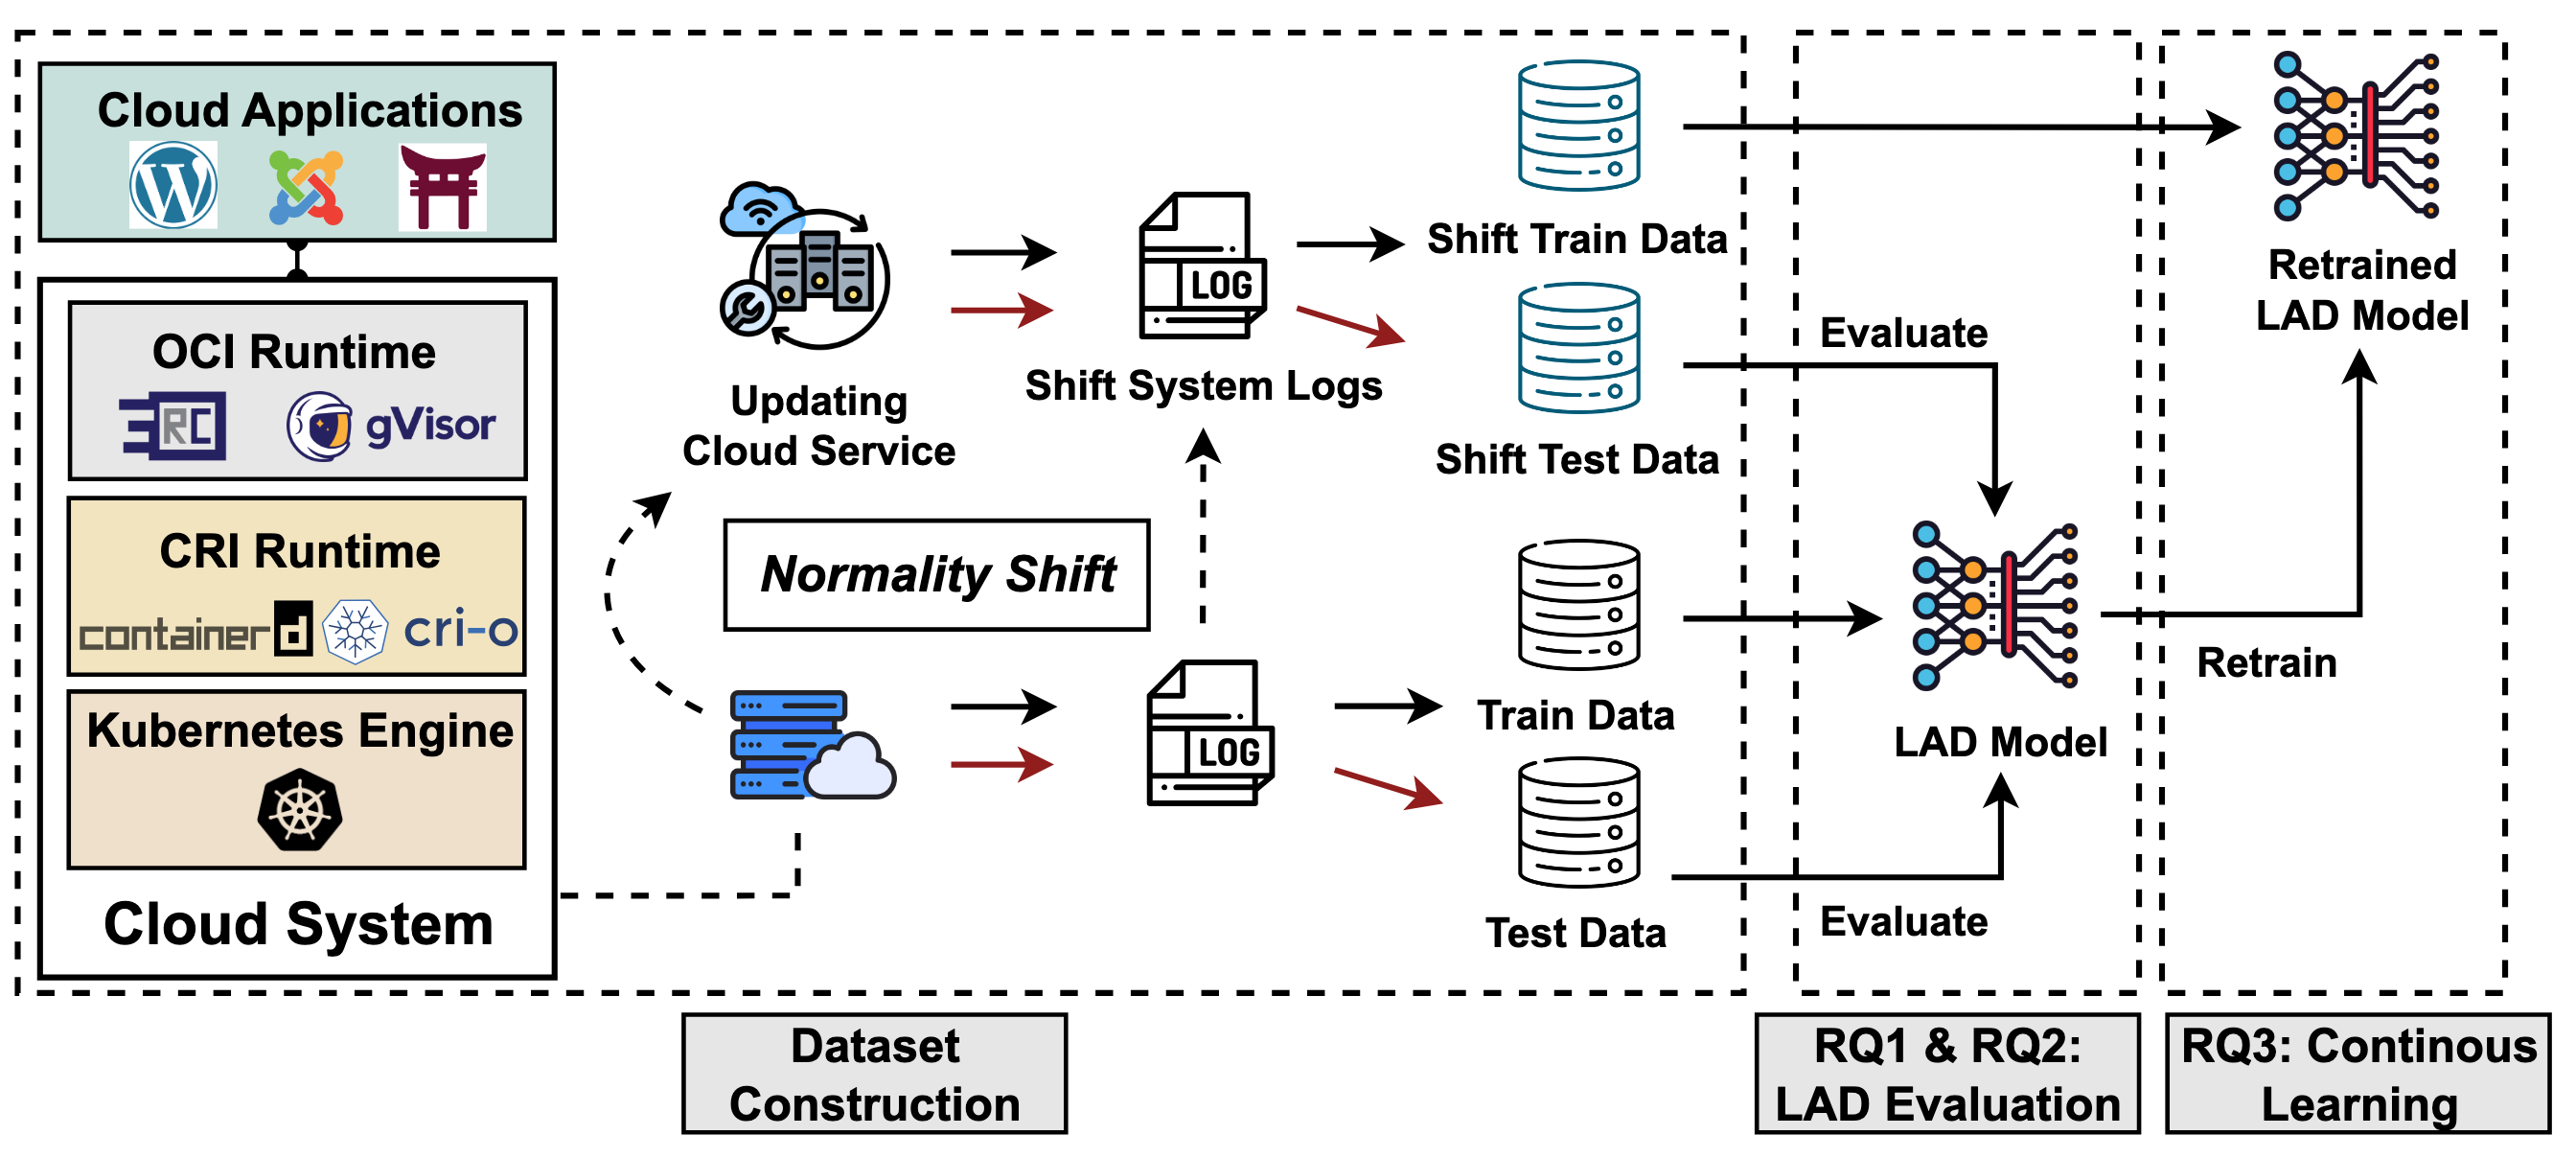 Cloud Applications
OCI Runtime
RC
gVisor
CRI Runtime
containerd
cri-o
Kubernetes Engine
Cloud System
Updating
Cloud Service
LOG
Shift System Logs
Normality Shift
LOG
Shift Train Data
Shift Test Data
Train Data
Test Data
Evaluate
LAD Model
Evaluate
Retrained
LAD Model
Retrain
Dataset
Construction
RQ1 & RQ2:
LAD Evaluation
RQ3: Continous
Learning